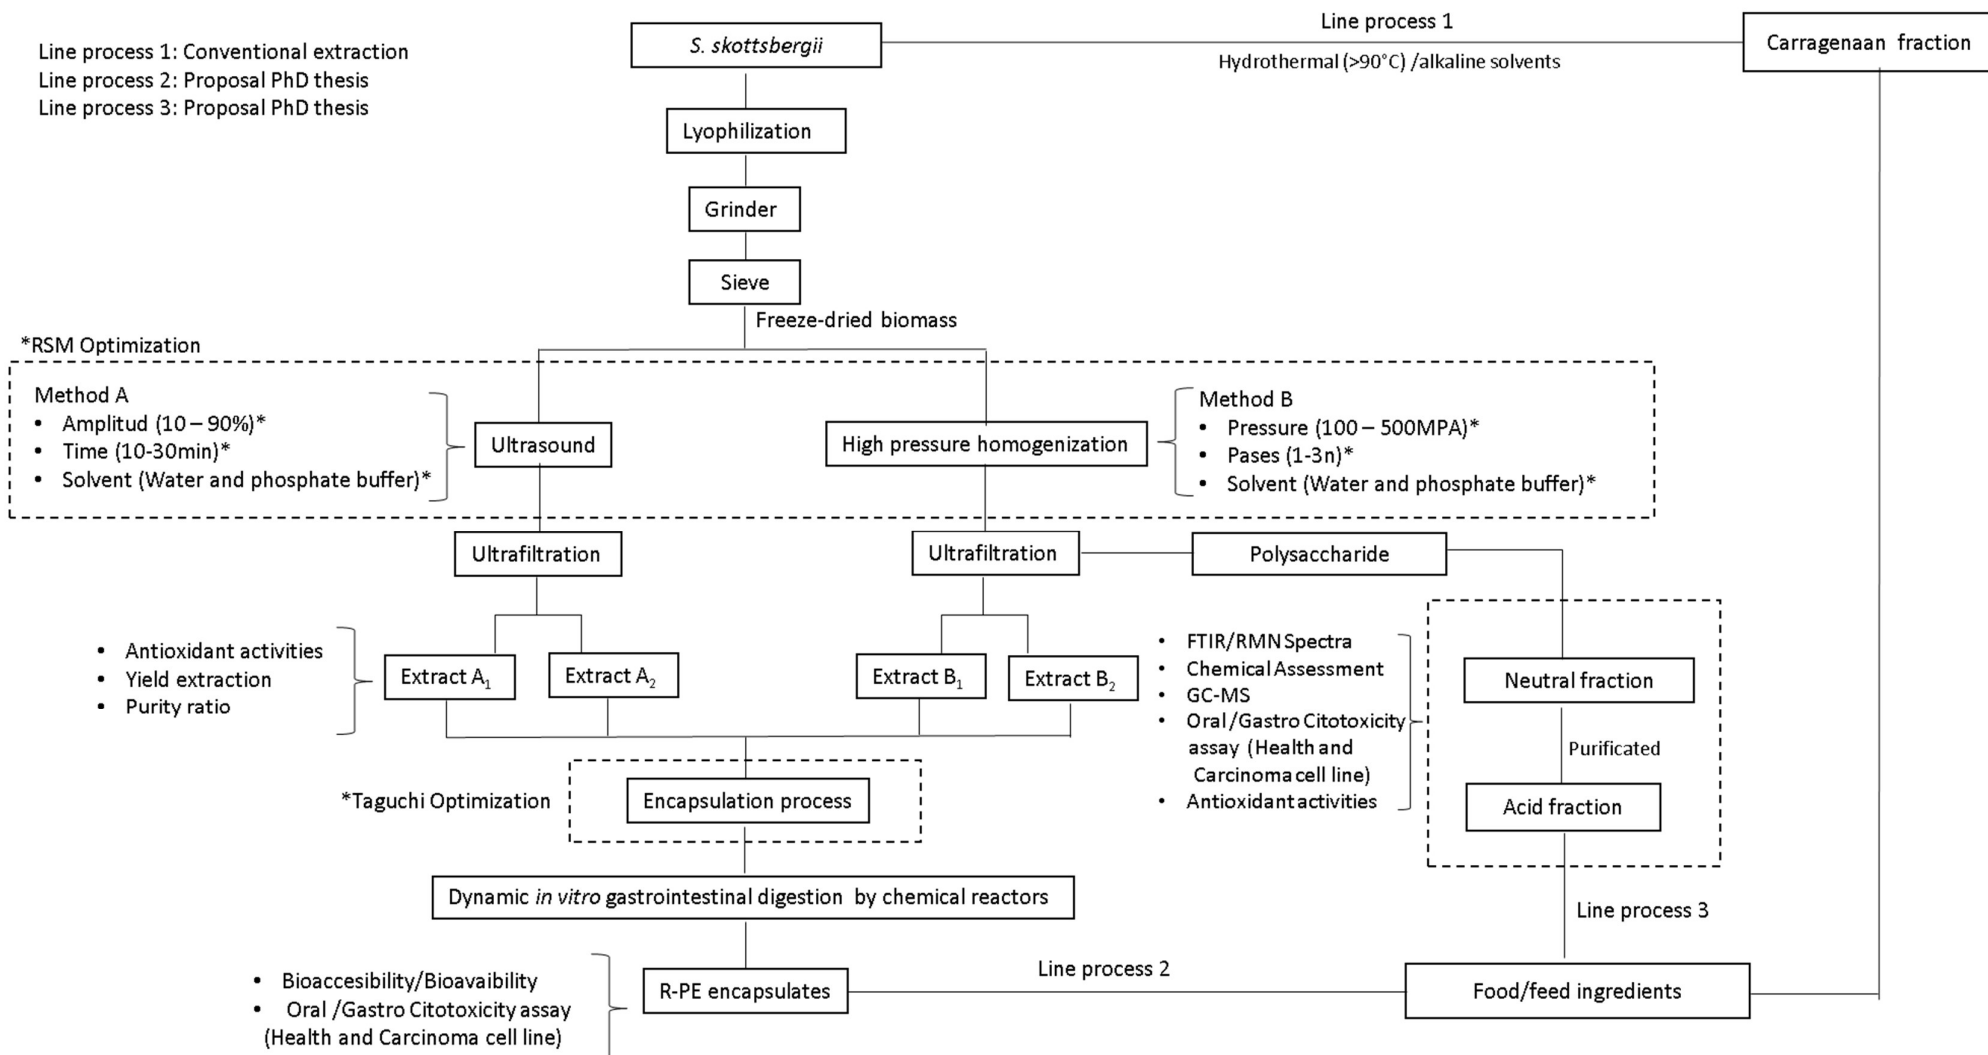 Line process 1: Conventional extraction
Line process 2: Proposal PhD thesis
Line process 3: Proposal PhD thesis
S. skottsbergii
Line process 1
Hydrothermal (>90°C) /alkaline solvents
Carragenaan fraction
Lyophilization
Grinder
Sieve
Freeze-dried biomass
*RSM Optimization
Method A
• Amplitud (10 – 90%)*
• Time (10-30min)*
• Solvent (Water and phosphate buffer)*
Ultrasound
High pressure homogenization
Method B
• Pressure (100 – 500MPA)*
• Pases (1-3n)*
• Solvent (Water and phosphate buffer)*
Ultrafiltration
Ultrafiltration
Polysaccharide
• Antioxidant activities
• Yield extraction
• Purity ratio
Extract A1
Extract A2
Extract B1
Extract B2
• FTIR/RMN Spectra
• Chemical Assessment
• GC-MS
• Oral/Gastro Citotoxicity
assay (Health and
Carcinoma cell line)
• Antioxidant activities
Neutral fraction
Purificated
Acid fraction
*Taguchi Optimization
Encapsulation process
Dynamic in vitro gastrointestinal digestion by chemical reactors
Line process 3
• Bioaccesibility/Bioavaibility
• Oral /Gastro Citotoxicity assay
(Health and Carcinoma cell line)
R-PE encapsulates
Line process 2
Food/feed ingredients